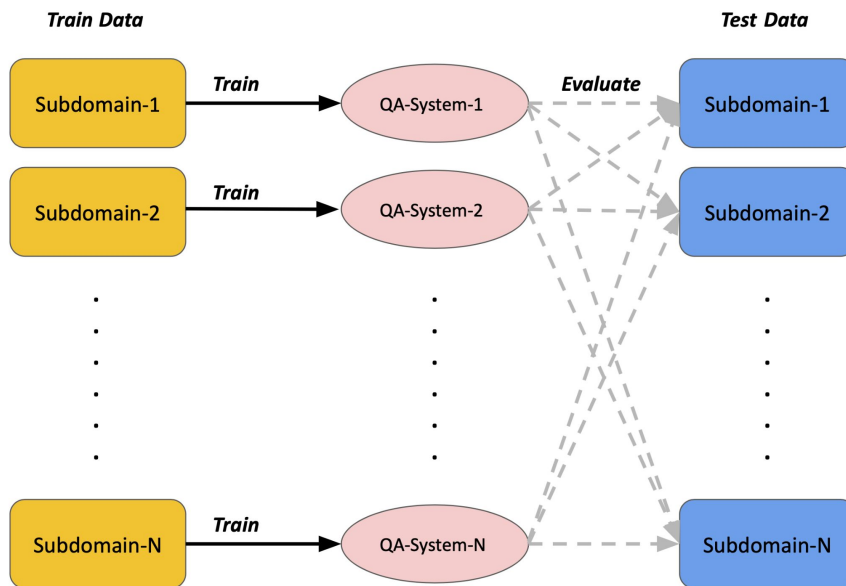 Train Data
Test Data
Subdomain-1
Train
QA-System-1
Evaluate
Subdomain-1
Subdomain-2
Train
QA-System-2
Subdomain-2
Subdomain-N
Train
QA-System-N
Subdomain-N